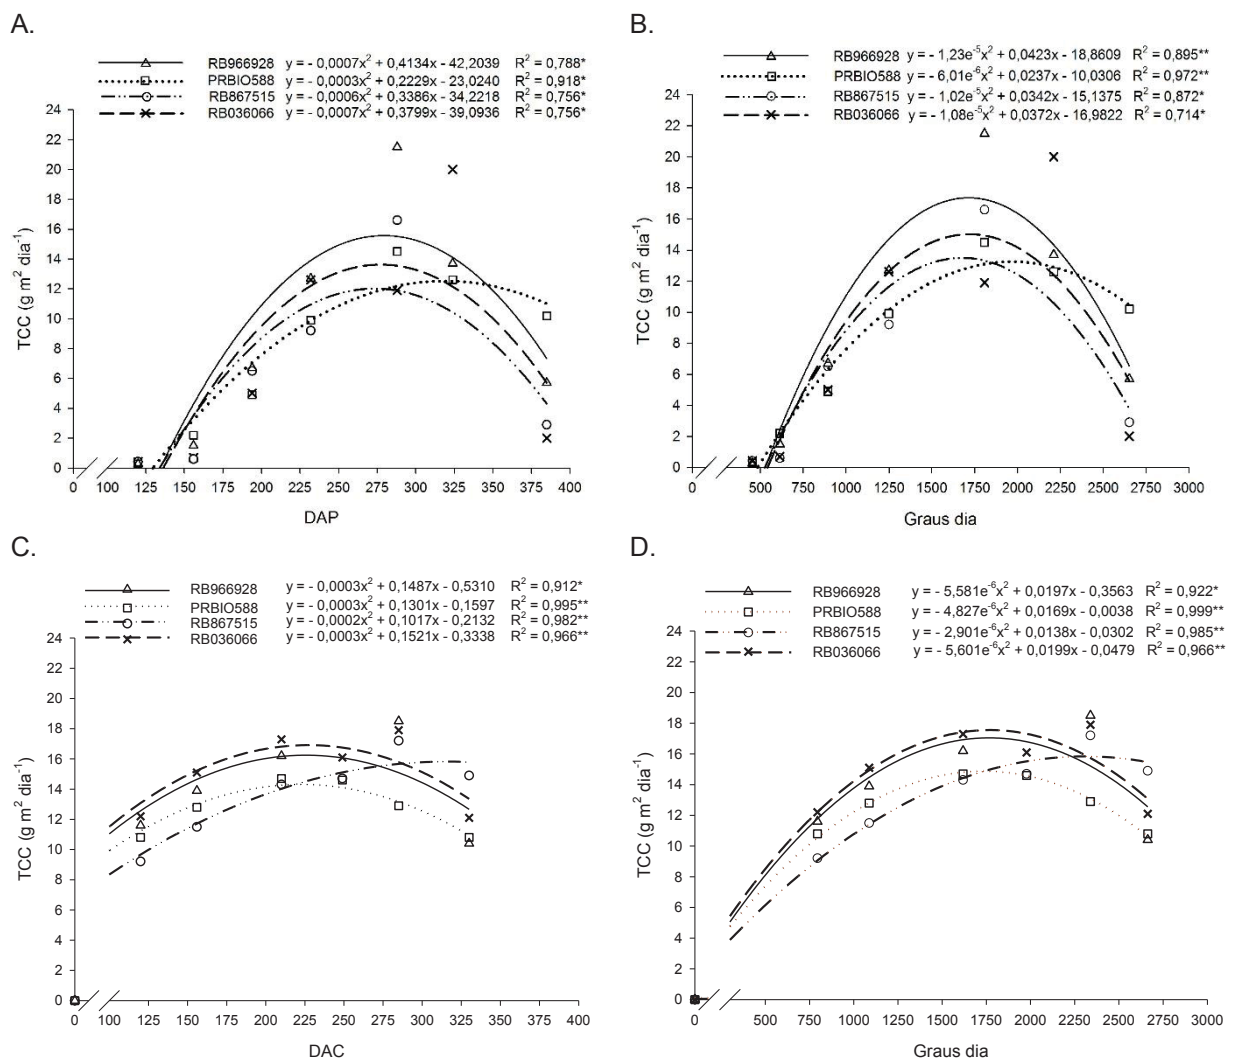 A.
RB966928 y = - 0,0007x² + 0,4134x - 42,2039 R² = 0,788*
PRBIO588 y = - 0,0003x² + 0,2229x - 23,0240 R² = 0,918*
RB867515 y = - 0,0006x² + 0,3386x - 34,2218 R² = 0,756*
RB036066 y = - 0,0007x² + 0,3799x - 39,0936 R² = 0,756*
24
22
20
18
16
14
12
10
8
6
4
2
0
TCC (g m² dia⁻¹)
0 100 125 150 175 200 225 250 275 300 325 350 375 400
DAP
B.
RB966928 y = - 1,23e⁻⁵x² + 0,0423x - 18,8609 R² = 0,895**
PRBIO588 y = - 6,01e⁻⁶x² + 0,0237x - 10,0306 R² = 0,972**
RB867515 y = - 1,02e⁻⁵x² + 0,0342x - 15,1375 R² = 0,872*
RB036066 y = - 1,08e⁻⁵x² + 0,0372x - 16,9822 R² = 0,714*
24
22
20
18
16
14
12
10
8
6
4
2
0
TCC (g m² dia⁻¹)
0 500 750 1000 1250 1500 1750 2000 2250 2500 2750 3000
Graus dia
C.
RB966928 y = - 0,0003x² + 0,1487x - 0,5310 R² = 0,912*
PRBIO588 y = - 0,0003x² + 0,1301x - 0,1597 R² = 0,995**
RB867515 y = - 0,0002x² + 0,1017x - 0,2132 R² = 0,982**
RB036066 y = - 0,0003x² + 0,1521x - 0,3338 R² = 0,966**
24
22
20
18
16
14
12
10
8
6
4
2
0
TCC (g m² dia⁻¹)
0 100 125 150 175 200 225 250 275 300 325 350 375 400
DAC
D.
RB966928 y = - 5,581e⁻⁶x² + 0,0197x - 0,3563 R² = 0,922*
PRBIO588 y = - 4,827e⁻⁶x² + 0,0169x - 0,0038 R² = 0,999**
RB867515 y = - 2,901e⁻⁶x² + 0,0138x - 0,0302 R² = 0,985**
RB036066 y = - 5,601e⁻⁶x² + 0,0199x - 0,0479 R² = 0,966**
24
22
20
18
16
14
12
10
8
6
4
2
0
TCC (g m² dia⁻¹)
0 500 750 1000 1250 1500 1750 2000 2250 2500 2750 3000
Graus dia